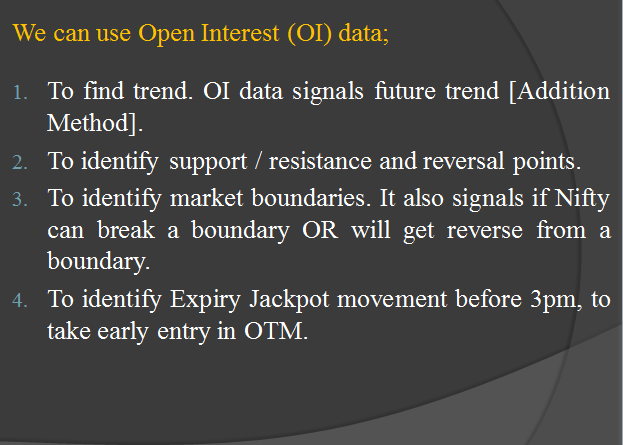 We can use Open Interest (OI) data;
1. To find trend. OI data signals future trend [Addition
Method].
2. To identify support / resistance and reversal points.
3. To identify market boundaries. It also signals if Nifty
can break a boundary OR will get reverse from a
boundary.
4. To identify Expiry Jackpot movement before 3pm, to
take early entry in OTM.